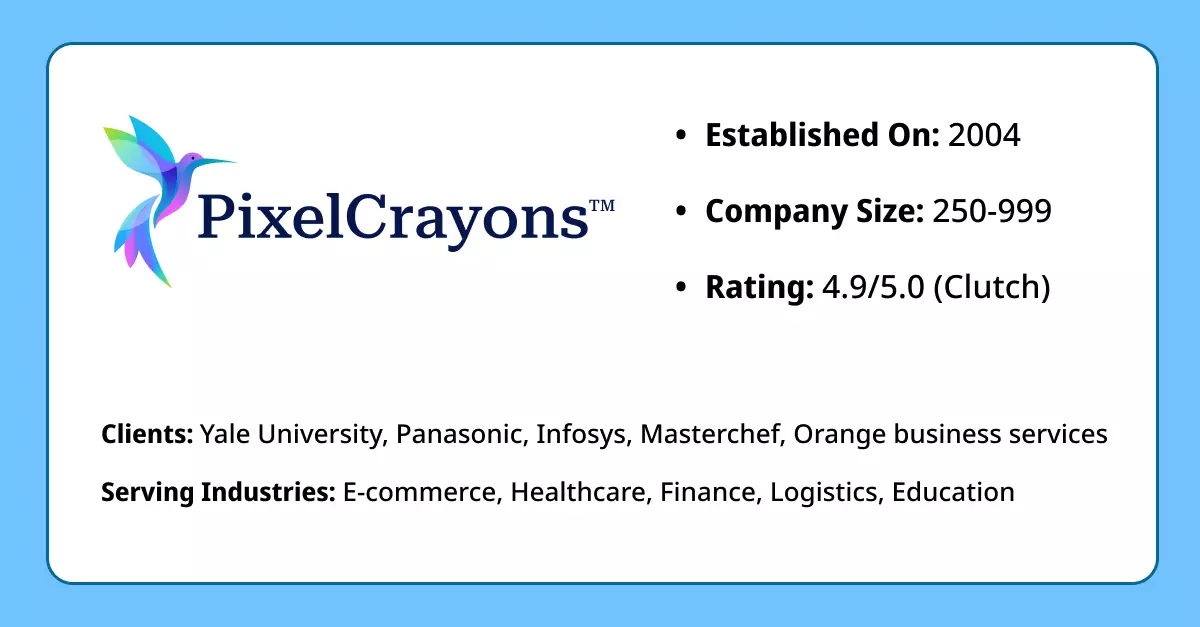 PixelCrayons™
• Established On: 2004
• Company Size: 250-999
• Rating: 4.9/5.0 (Clutch)
Clients: Yale University, Panasonic, Infosys, Masterchef, Orange business services
Serving Industries: E-commerce, Healthcare, Finance, Logistics, Education